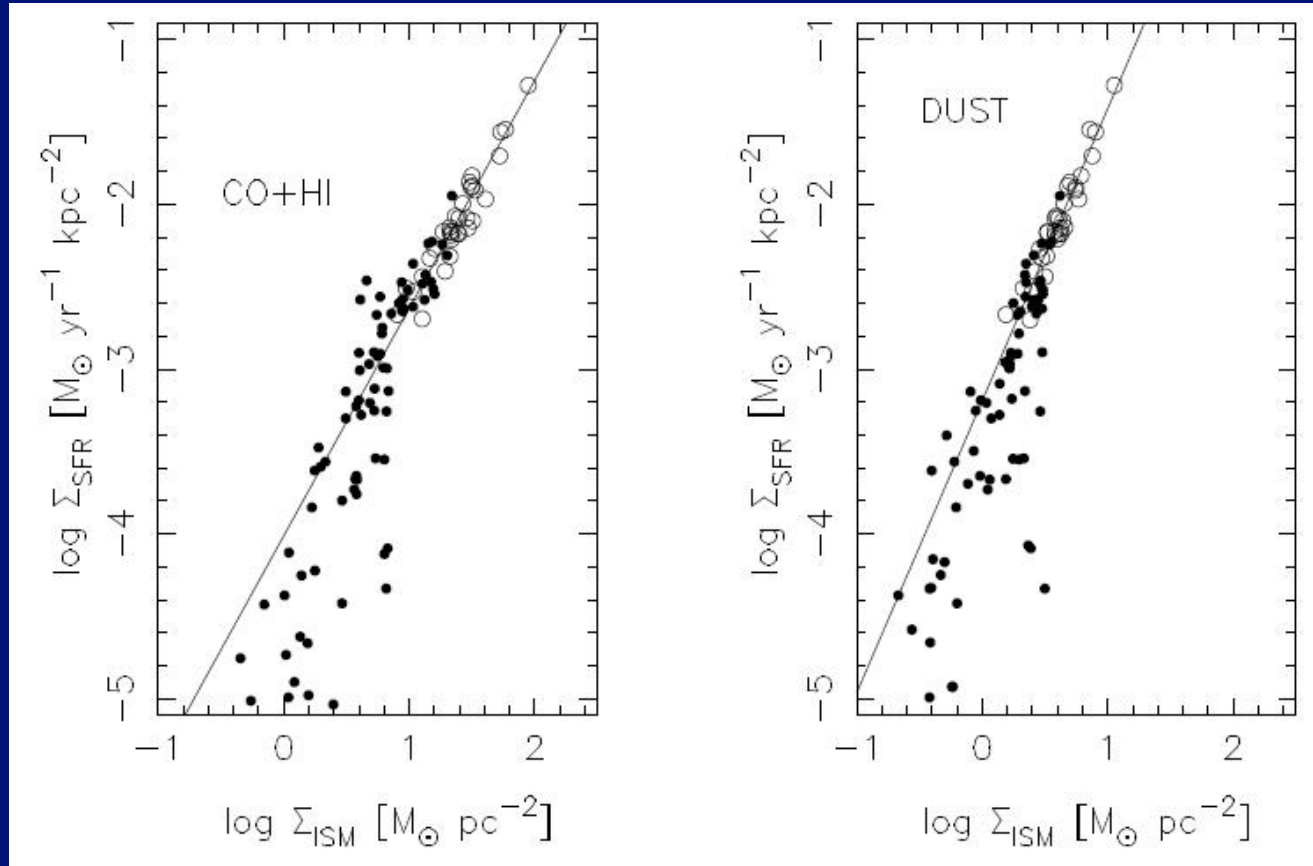 log Σ_SFR [M_⊙ yr^−1 kpc^−2]
−1
−2
−3
−4
−5
CO+HI
−1 0 1 2
log Σ_ISM [M_⊙ pc^−2]
log Σ_SFR [M_⊙ yr^−1 kpc^−2]
−1
−2
−3
−4
−5
DUST
−1 0 1 2
log Σ_ISM [M_⊙ pc^−2]